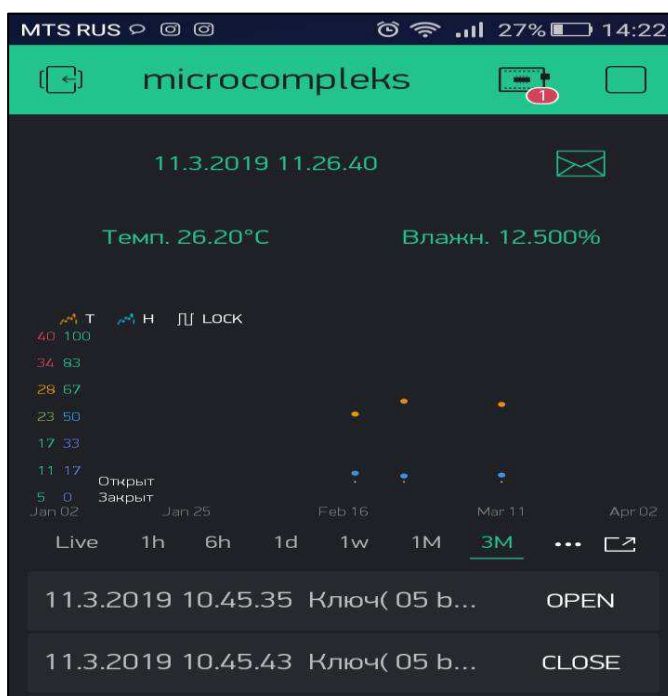 MTS RUS 27% 14:22
microcompleks
1
11.3.2019 11.26.40
Темп. 26.20°C Влажн. 12.500%
T H LOCK
40 100
34 83
28 67
23 50
17 33
11 17
Открыт
5 0 Закрыт
Jan 02 Jan 25 Feb 16 Mar 11 Apr 02
Live 1h 6h 1d 1w 1M 3M ...
11.3.2019 10.45.35 Ключ( 05 b... OPEN
11.3.2019 10.45.43 Ключ( 05 b... CLOSE